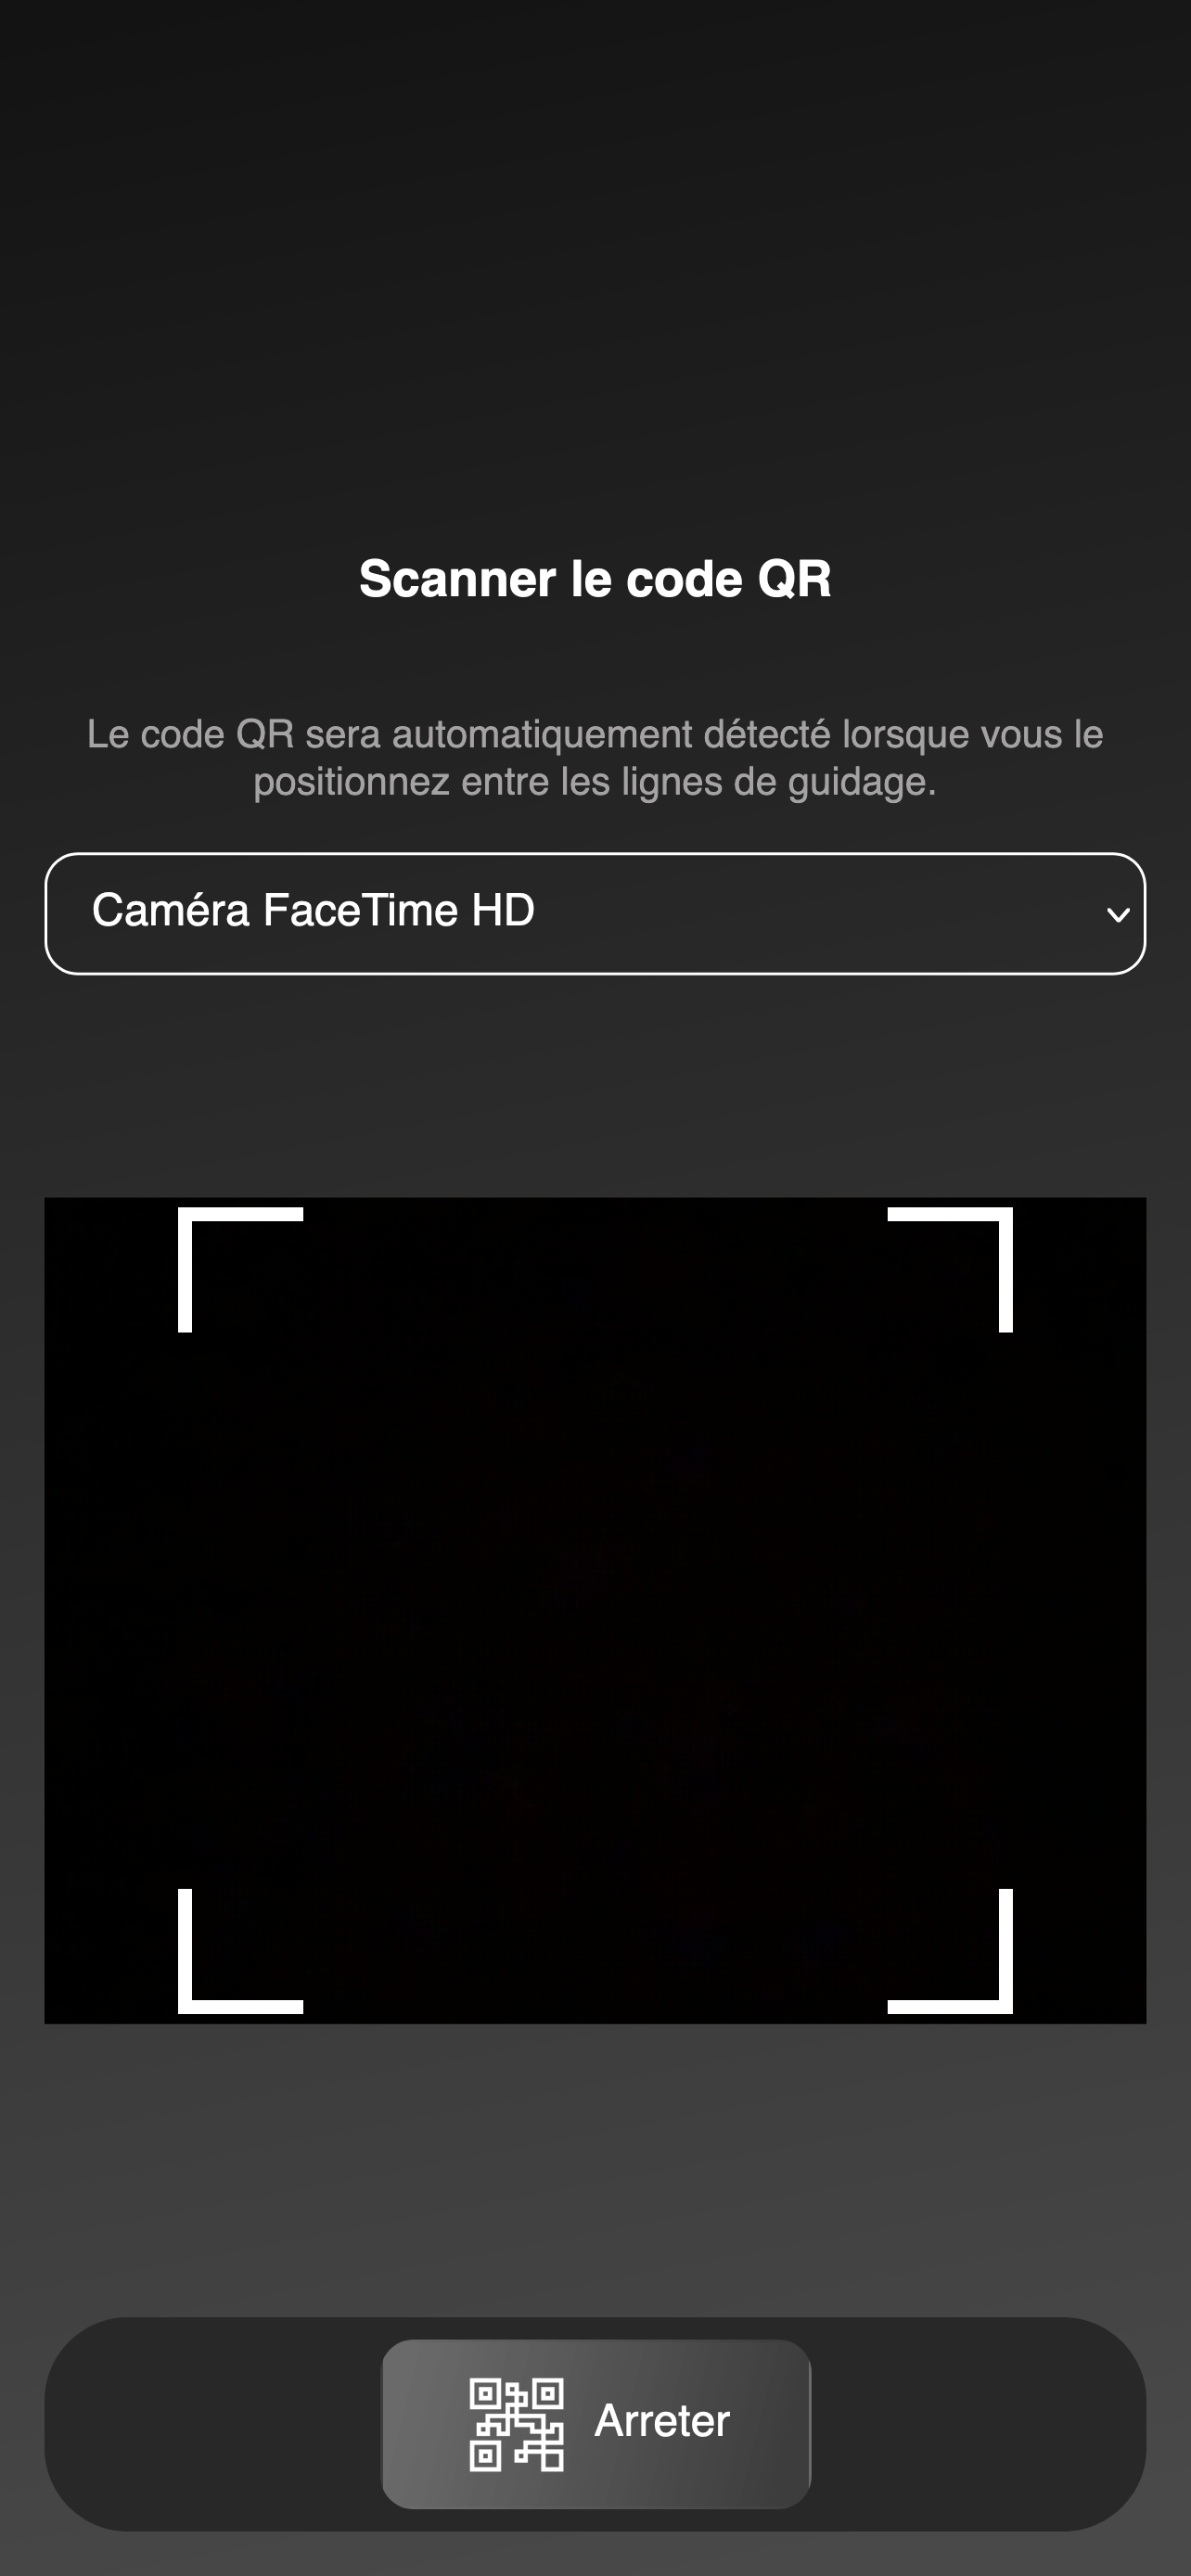 Scanner le code QR
Le code QR sera automatiquement détecté lorsque vous le
positionnez entre les lignes de guidage.
Caméra FaceTime HD
Arreter